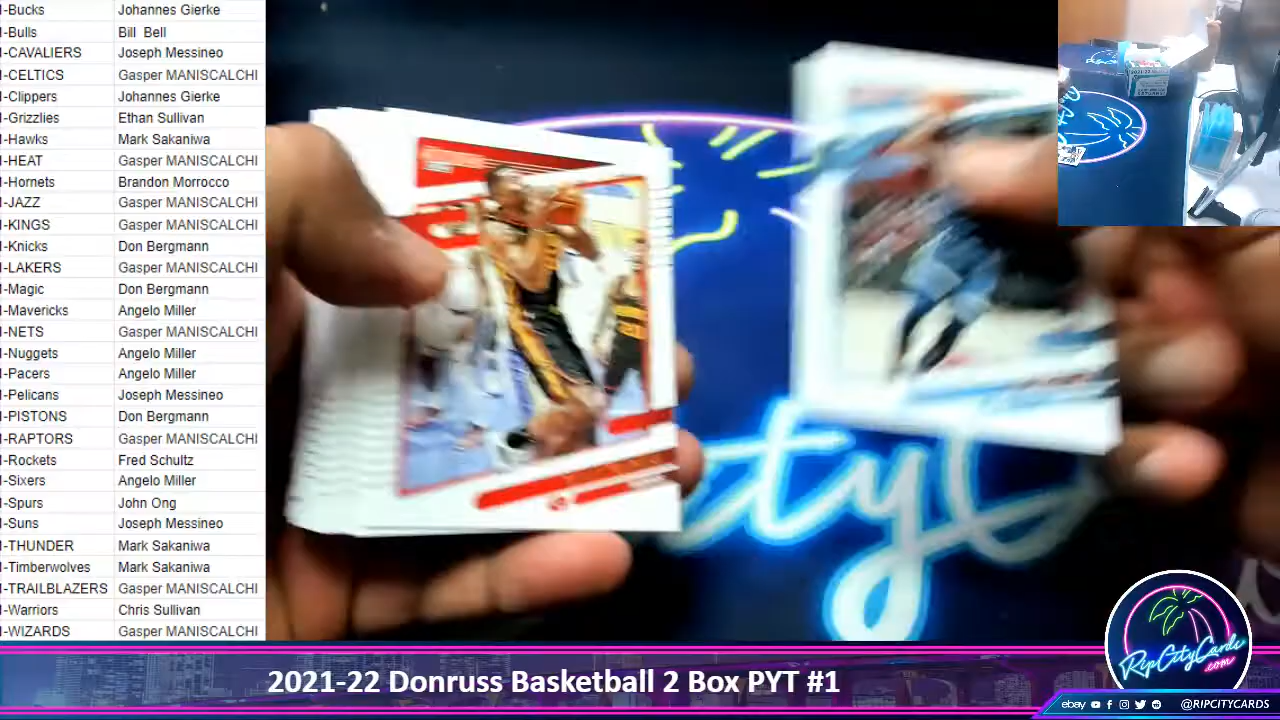 I-Bucks Johannes Gierke
I-Bulls Bill Bell
I-CAVALIERS Joseph Messineo
I-CELTICS Gasper MANISCALCHI
I-Clippers Johannes Gierke
I-Grizzlies Ethan Sullivan
I-Hawks Mark Sakaniwa
I-HEAT Gasper MANISCALCHI
I-Hornets Brandon Morrocco
I-JAZZ Gasper MANISCALCHI
I-KINGS Gasper MANISCALCHI
I-Knicks Don Bergmann
I-LAKERS Gasper MANISCALCHI
I-Magic Don Bergmann
I-Mavericks Angelo Miller
I-NETS Gasper MANISCALCHI
I-Nuggets Angelo Miller
I-Pacers Angelo Miller
I-Pelicans Joseph Messineo
I-PISTONS Don Bergmann
I-RAPTORS Gasper MANISCALCHI
I-Rockets Fred Schultz
I-Sixers Angelo Miller
I-Spurs John Ong
I-Suns Joseph Messineo
I-THUNDER Mark Sakaniwa
I-Timberwolves Mark Sakaniwa
I-TRAILBLAZERS Gasper MANISCALCHI
I-Warriors Chris Sullivan
I-WIZARDS Gasper MANISCALCHI
ety
RipCityCards
.com
2021-22 Donruss Basketball 2 Box PYT #1
ebay @RIPCITYCARDS